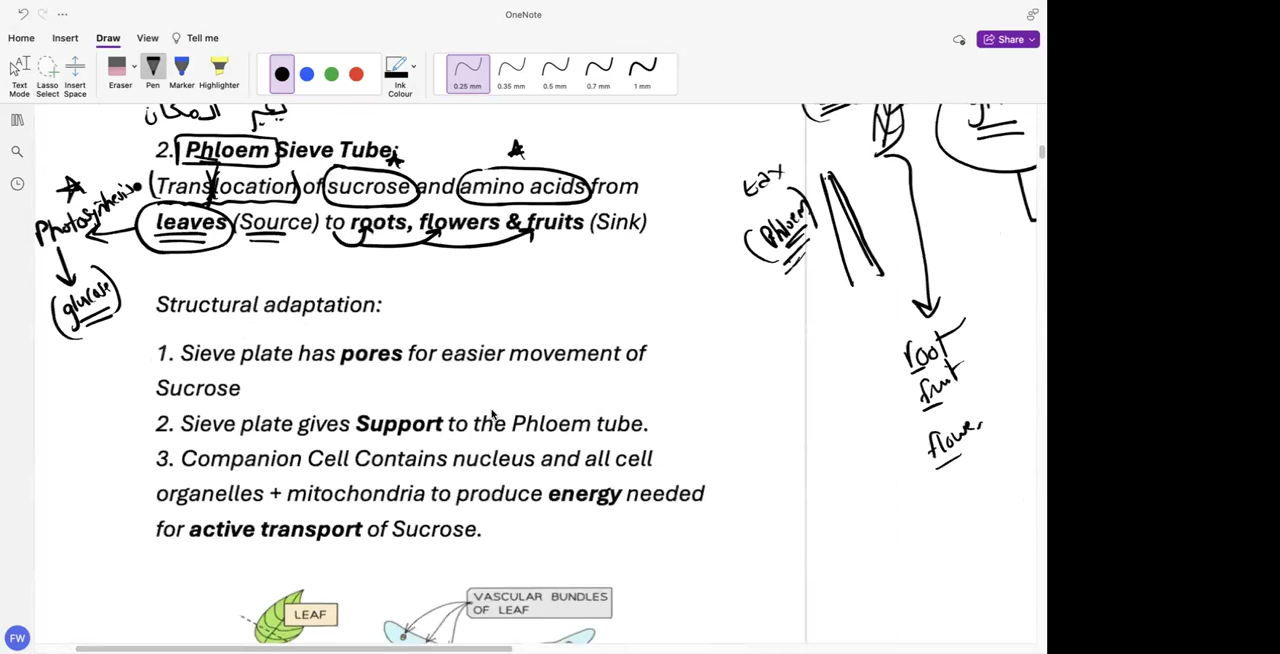 OneNote
Home Insert Draw View Tell me
Share
Text Mode
Lasso Select
Insert Space
Eraser
Pen
Marker
Highlighter
Ink Colour
0.25 mm
0.35 mm
0.5 mm
0.7 mm
1 mm
المكان
2. Phloem Sieve Tube:
Translocation of sucrose and amino acids from
leaves (Source) to roots, flowers & fruits (Sink)
Photosynthesis
glucose
Structural adaptation:
1. Sieve plate has pores for easier movement of
Sucrose
2. Sieve plate gives Support to the Phloem tube.
3. Companion Cell Contains nucleus and all cell
organelles + mitochondria to produce energy needed
for active transport of Sucrose.
LEAF
VASCULAR BUNDLES
OF LEAF
(Phloem)
root
fruit
flower
FW